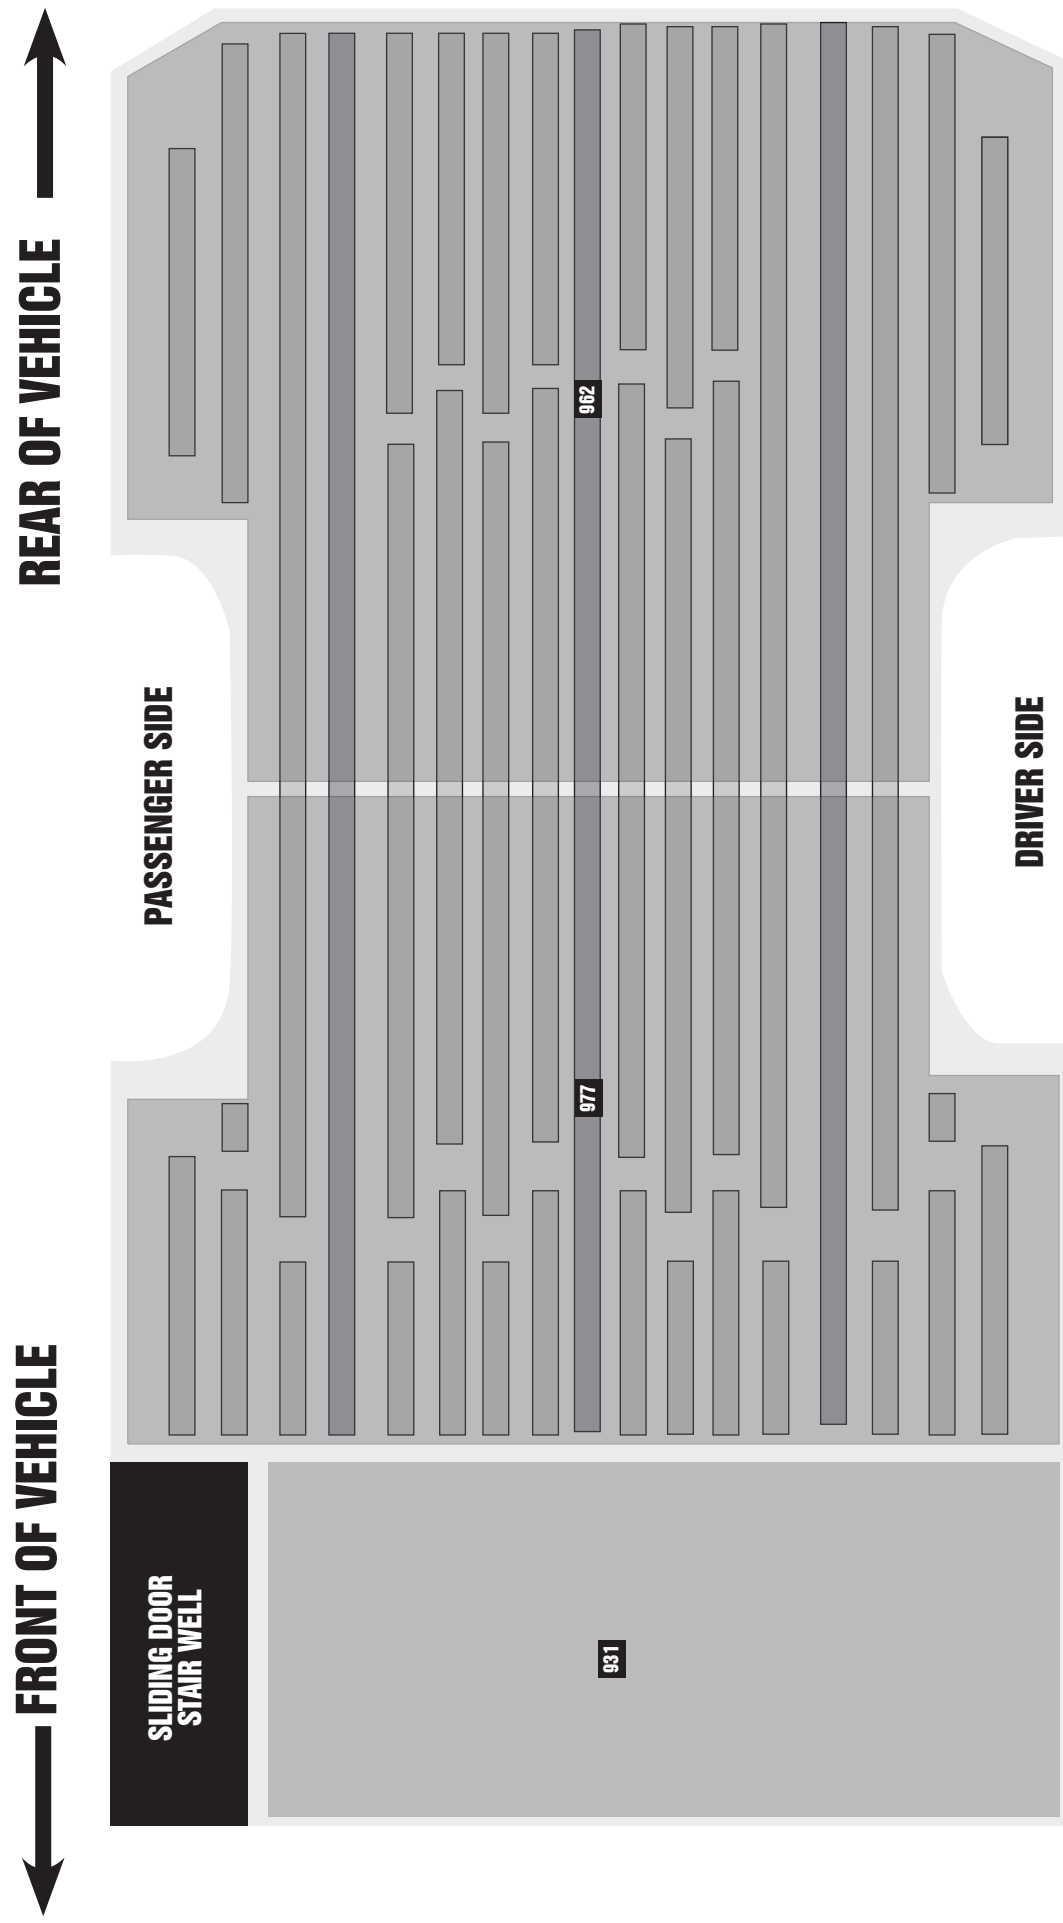 REAR OF VEHICLE
962
PASSENGER SIDE
DRIVER SIDE
977
FRONT OF VEHICLE
SLIDING DOOR
STAIR WELL
931